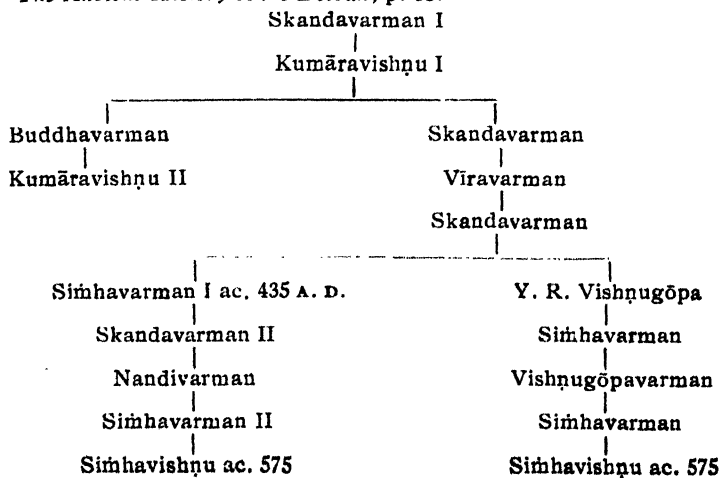 Skandavarman I
Kumāravishṇu I
Buddhavarman Skandavarman
Kumāravishṇu II Vīravarman
Skandavarman
Siṁhavarman I ac. 435 A. D. Y. R. Vishṇugōpa
Skandavarman II Siṁhavarman
Nandivarman Vishṇugōpavarman
Siṁhavarman II Siṁhavarman
Siṁhavishṇu ac. 575 Siṁhavishṇu ac. 575